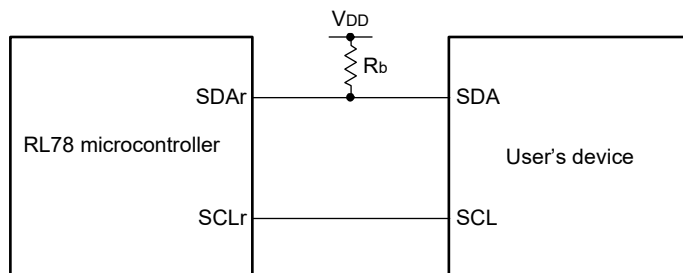 VDD
Rb
SDAr
SDA
RL78 microcontroller
User's device
SCLr
SCL